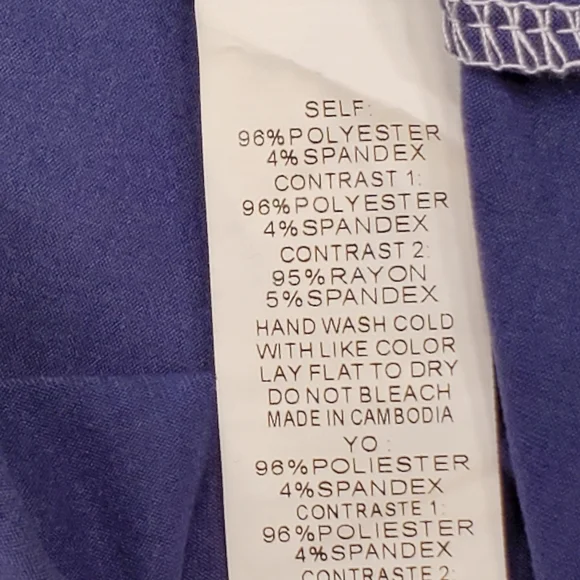 SELF:
96%POLYESTER
4%SPANDEX
CONTRAST 1:
96%POLYESTER
4%SPANDEX
CONTRAST 2:
95%RAYON
5%SPANDEX
HAND WASH COLD
WITH LIKE COLOR
LAY FLAT TO DRY
DO NOT BLEACH
MADE IN CAMBODIA
YO:
96%POLIESTER
4%SPANDEX
CONTRASTE 1:
96%POLIESTER
4%SPANDEX
CONTRASTE 2: